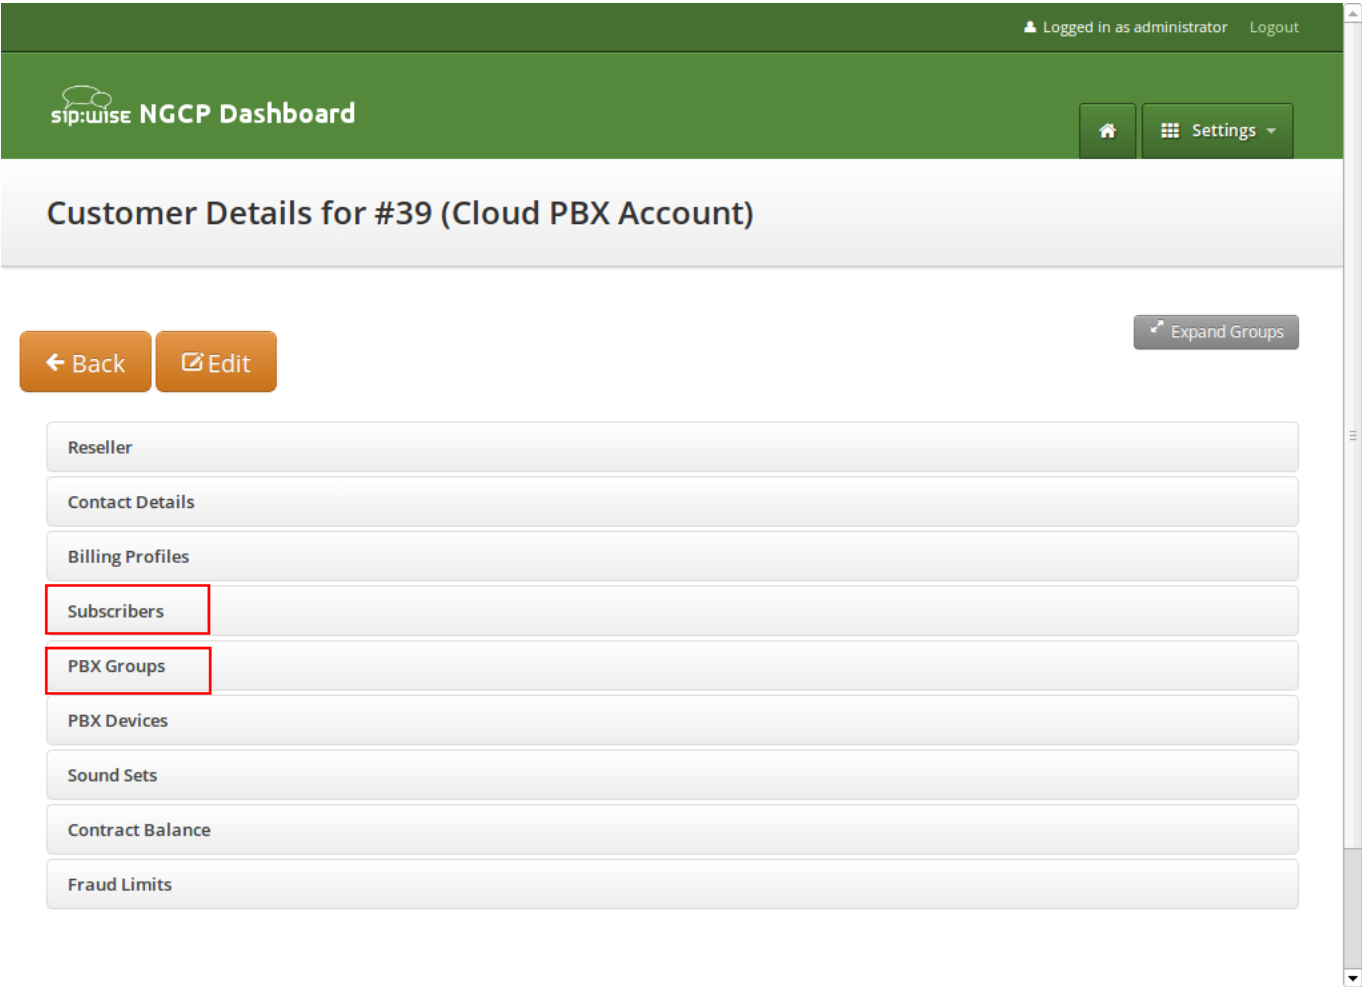 Logged in as administrator Logout
sip:wise NGCP Dashboard
Settings
Customer Details for #39 (Cloud PBX Account)
Expand Groups
Back Edit
Reseller
Contact Details
Billing Profiles
Subscribers
PBX Groups
PBX Devices
Sound Sets
Contract Balance
Fraud Limits